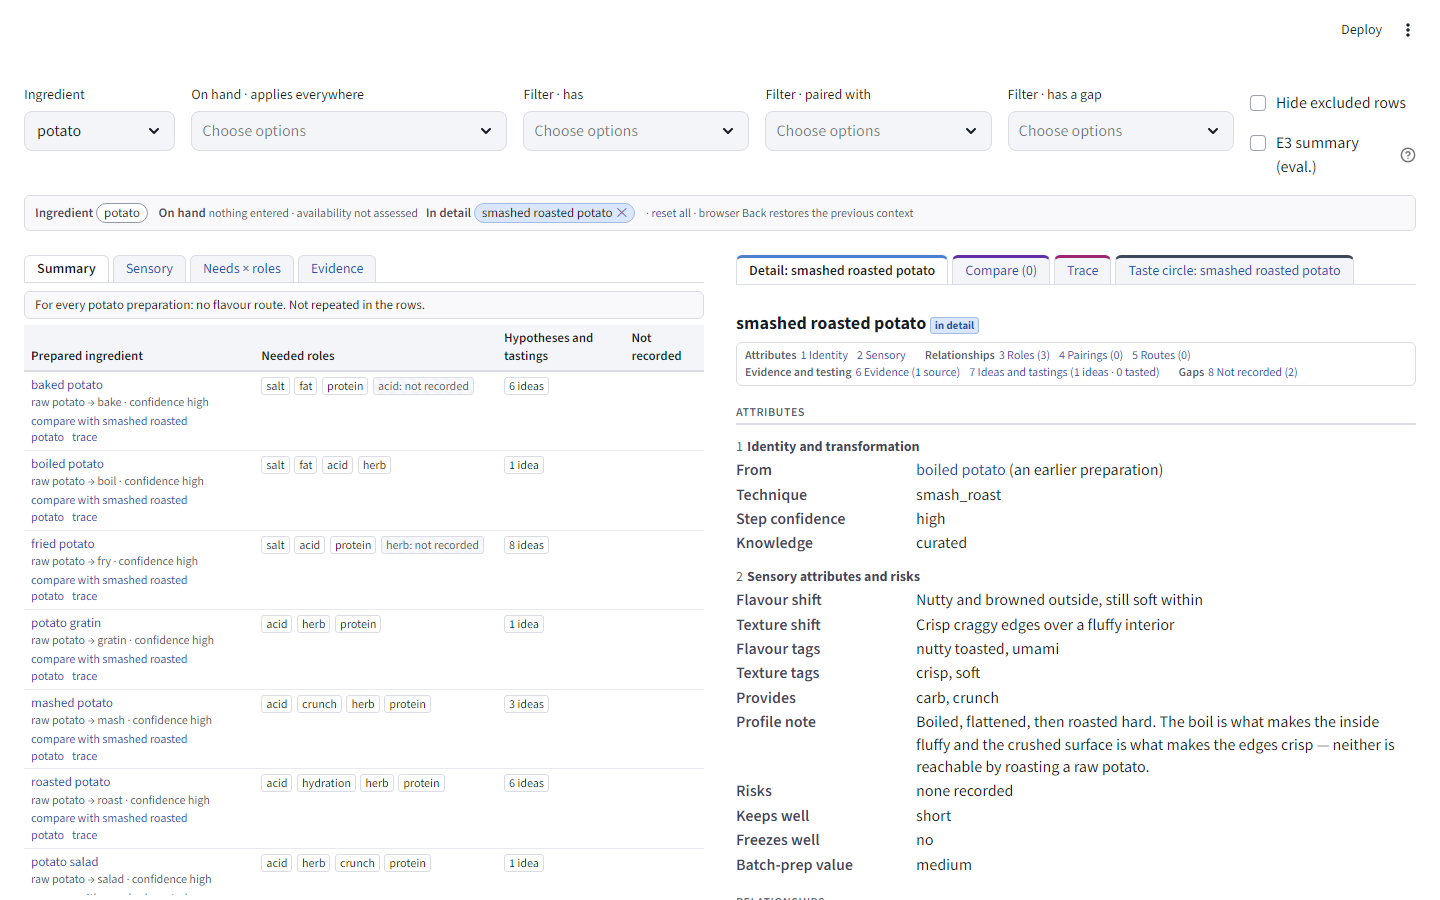 Deploy
Ingredient
On hand · applies everywhere
Filter · has
Filter · paired with
Filter · has a gap
potato
Choose options
Choose options
Choose options
Choose options
Hide excluded rows
E3 summary
(eval.)
Ingredient potato On hand nothing entered · availability not assessed In detail smashed roasted potato · reset all · browser Back restores the previous context
Summary
Sensory
Needs × roles
Evidence
For every potato preparation: no flavour route. Not repeated in the rows.
Prepared ingredient
Needed roles
Hypotheses and
tastings
Not
recorded
baked potato
raw potato → bake · confidence high
compare with smashed roasted
potato trace
salt fat protein acid: not recorded
6 ideas
boiled potato
raw potato → boil · confidence high
compare with smashed roasted
potato trace
salt fat acid herb
1 idea
fried potato
raw potato → fry · confidence high
compare with smashed roasted
potato trace
salt acid protein herb: not recorded
8 ideas
potato gratin
raw potato → gratin · confidence high
compare with smashed roasted
potato trace
acid herb protein
1 idea
mashed potato
raw potato → mash · confidence high
compare with smashed roasted
potato trace
acid crunch herb protein
3 ideas
roasted potato
raw potato → roast · confidence high
compare with smashed roasted
potato trace
acid hydration herb protein
6 ideas
potato salad
raw potato → salad · confidence high
acid herb crunch protein
1 idea
Detail: smashed roasted potato
Compare (0)
Trace
Taste circle: smashed roasted potato
smashed roasted potato in detail
Attributes 1 Identity 2 Sensory Relationships 3 Roles (3) 4 Pairings (0) 5 Routes (0)
Evidence and testing 6 Evidence (1 source) 7 Ideas and tastings (1 ideas · 0 tasted) Gaps 8 Not recorded (2)
ATTRIBUTES
1 Identity and transformation
From boiled potato (an earlier preparation)
Technique smash_roast
Step confidence high
Knowledge curated
2 Sensory attributes and risks
Flavour shift Nutty and browned outside, still soft within
Texture shift Crisp craggy edges over a fluffy interior
Flavour tags nutty toasted, umami
Texture tags crisp, soft
Provides carb, crunch
Profile note Boiled, flattened, then roasted hard. The boil is what makes the inside
fluffy and the crushed surface is what makes the edges crisp — neither is
reachable by roasting a raw potato.
Risks none recorded
Keeps well short
Freezes well no
Batch-prep value medium